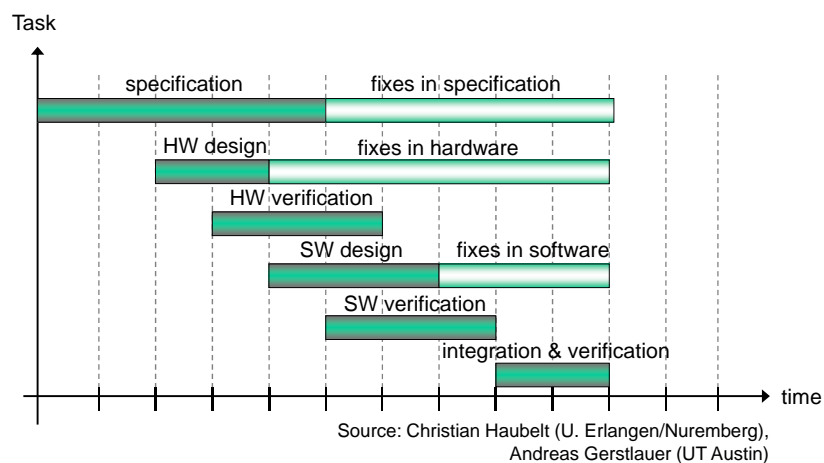 Task
specification
fixes in specification
HW design
fixes in hardware
HW verification
SW design
fixes in software
SW verification
integration & verification
time
Source: Christian Haubelt (U. Erlangen/Nuremberg),
Andreas Gerstlauer (UT Austin)